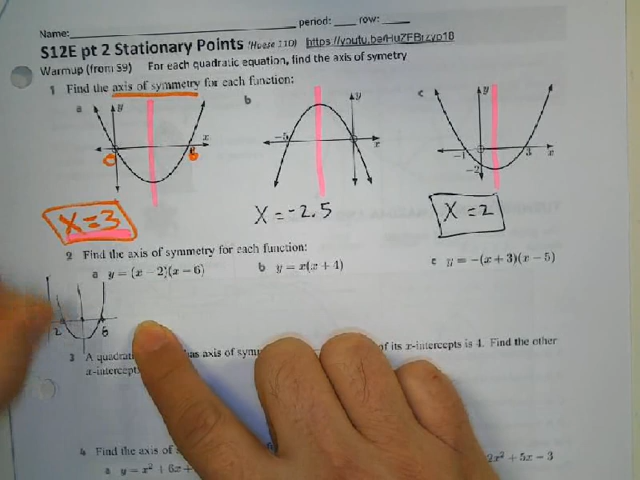 Name: period: row:
S12E pt 2 Stationary Points (Haese 110) https://youtu.be/
Warmup (from S9) For each quadratic equation, find the axis of symetry
1 Find the axis of symmetry for each function:
a y x 0 6
b y x -5
c y x -1 3 -2
X=3
X=-2.5
X=2
2 Find the axis of symmetry for each function:
a y = (x − 2)(x − 6)
b y = x(x + 4)
c y = −(x + 3)(x − 5)
2 6
3 A has axis of of its x-intercepts is 4. Find the other
4 Find the axis of
a y = x² + 6x + 2x² + 5x − 3